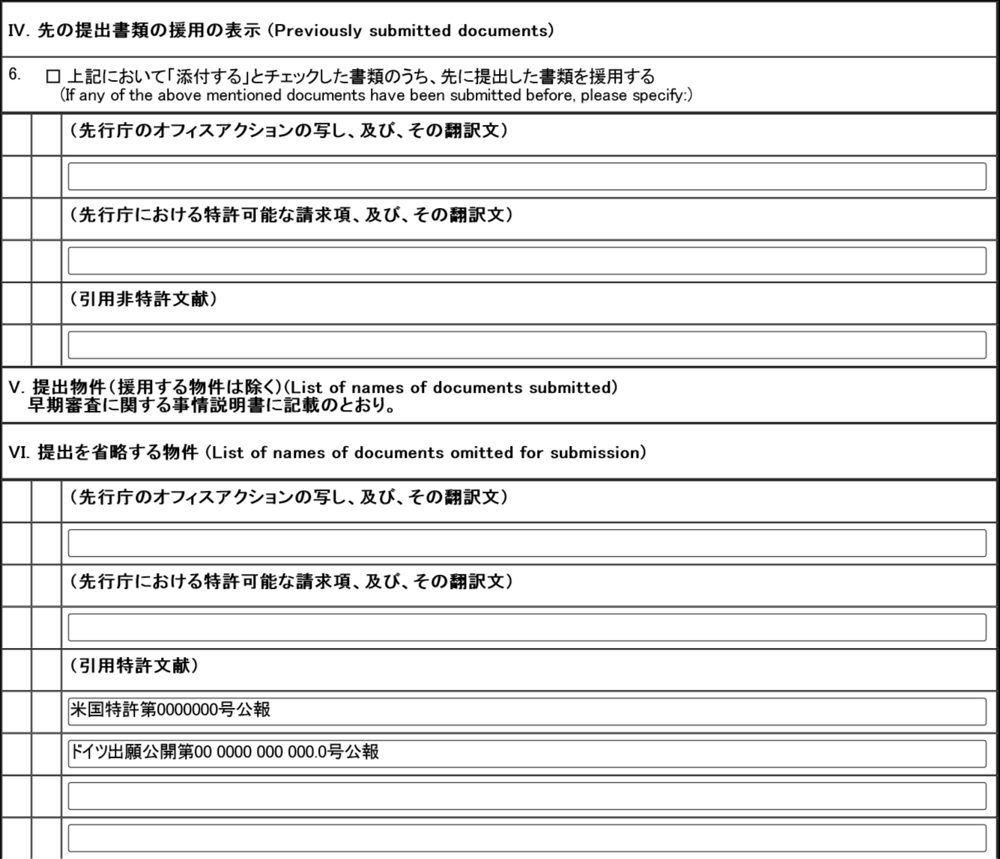 IV. 先の提出書類の援用の表示 (Previously submitted documents)
6. □ 上記において「添付する」とチェックした書類のうち、先に提出した書類を援用する
(If any of the above mentioned documents have been submitted before, please specify:)
(先行庁のオフィスアクションの写し、及び、その翻訳文)
(先行庁における特許可能な請求項、及び、その翻訳文)
(引用非特許文献)
V. 提出物件(援用する物件は除く)(List of names of documents submitted)
早期審査に関する事情説明書に記載のとおり。
VI. 提出を省略する物件 (List of names of documents omitted for submission)
(先行庁のオフィスアクションの写し、及び、その翻訳文)
(先行庁における特許可能な請求項、及び、その翻訳文)
(引用特許文献)
米国特許第0000000号公報
ドイツ出願公開第00 0000 000 000.0号公報